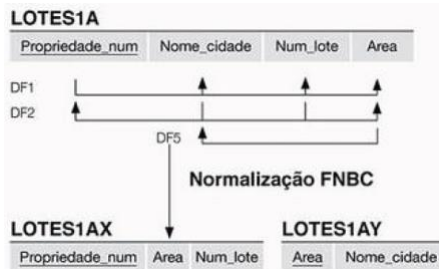 LOTES1A
Propriedade_num Nome_cidade Num_lote Area
DF1
DF2
DF5
Normalização FNBC
LOTES1AX LOTES1AY
Propriedade_num Area Num_lote Area Nome_cidade